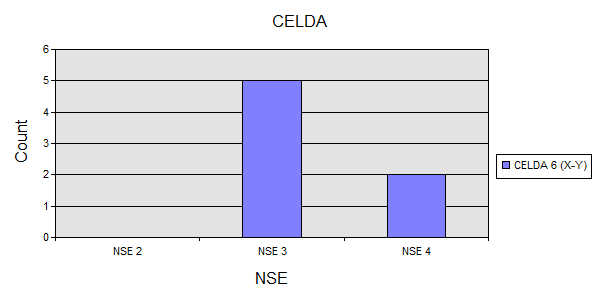 CELDA
6
5
4
3
2
1
0
Count
NSE 2
NSE 3
NSE 4
NSE
CELDA 6 (X-Y)